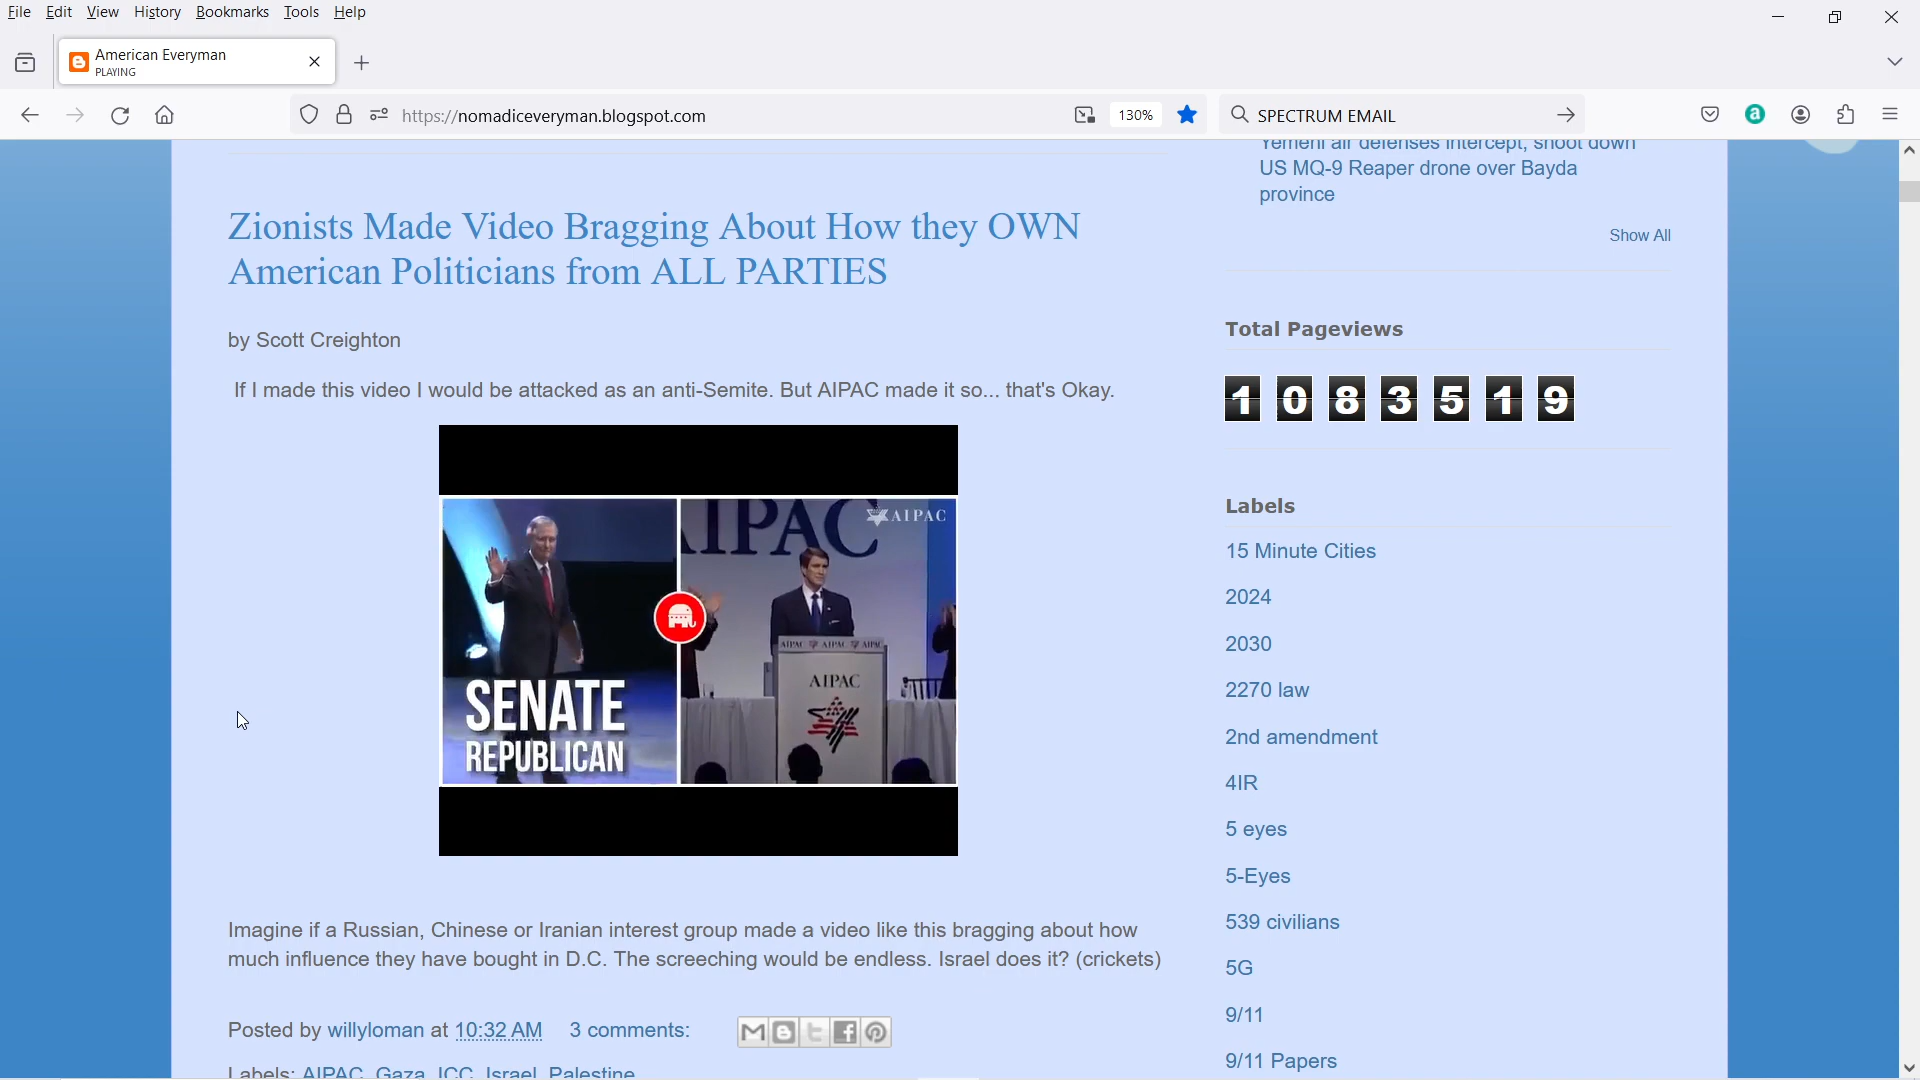 File Edit View History Bookmarks Tools Help
American Everyman
PLAYING
https://nomadiceveryman.blogspot.com
130%
SPECTRUM EMAIL
Zionists Made Video Bragging About How they OWN
American Politicians from ALL PARTIES
by Scott Creighton
If I made this video I would be attacked as an anti-Semite. But AIPAC made it so... that's Okay.
AIPAC
AIPAC
AIPAC AIPAC AIPAC
AIPAC
SENATE
REPUBLICAN
Imagine if a Russian, Chinese or Iranian interest group made a video like this bragging about how
much influence they have bought in D.C. The screeching would be endless. Israel does it? (crickets)
Posted by willyloman at 10:32 AM 3 comments:
Labels: AIPAC, Gaza, ICC, Israel, Palestine
Yemeni air defenses intercept, shoot down
US MQ-9 Reaper drone over Bayda
province
Show All
Total Pageviews
1 0 8 3 5 1 9
Labels
15 Minute Cities
2024
2030
2270 law
2nd amendment
4IR
5 eyes
5-Eyes
539 civilians
5G
9/11
9/11 Papers